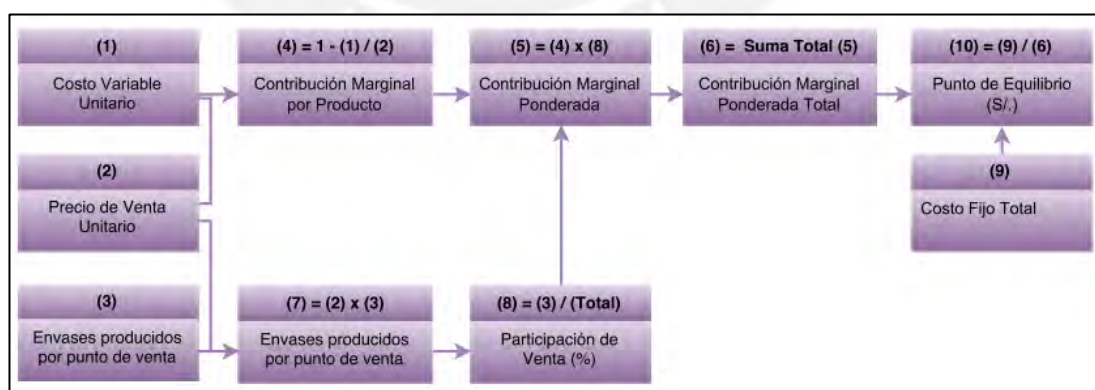 (1)
Costo Variable
Unitario
(4) = 1 - (1) / (2)
Contribución Marginal
por Producto
(5) = (4) x (8)
Contribución Marginal
Ponderada
(6) = Suma Total (5)
Contribución Marginal
Ponderada Total
(10) = (9) / (6)
Punto de Equilibrio
(S/.)
(2)
Precio de Venta
Unitario
(9)
Costo Fijo Total
(3)
Envases producidos
por punto de venta
(7) = (2) x (3)
Envases producidos
por punto de venta
(8) = (3) / (Total)
Participación de
Venta (%)